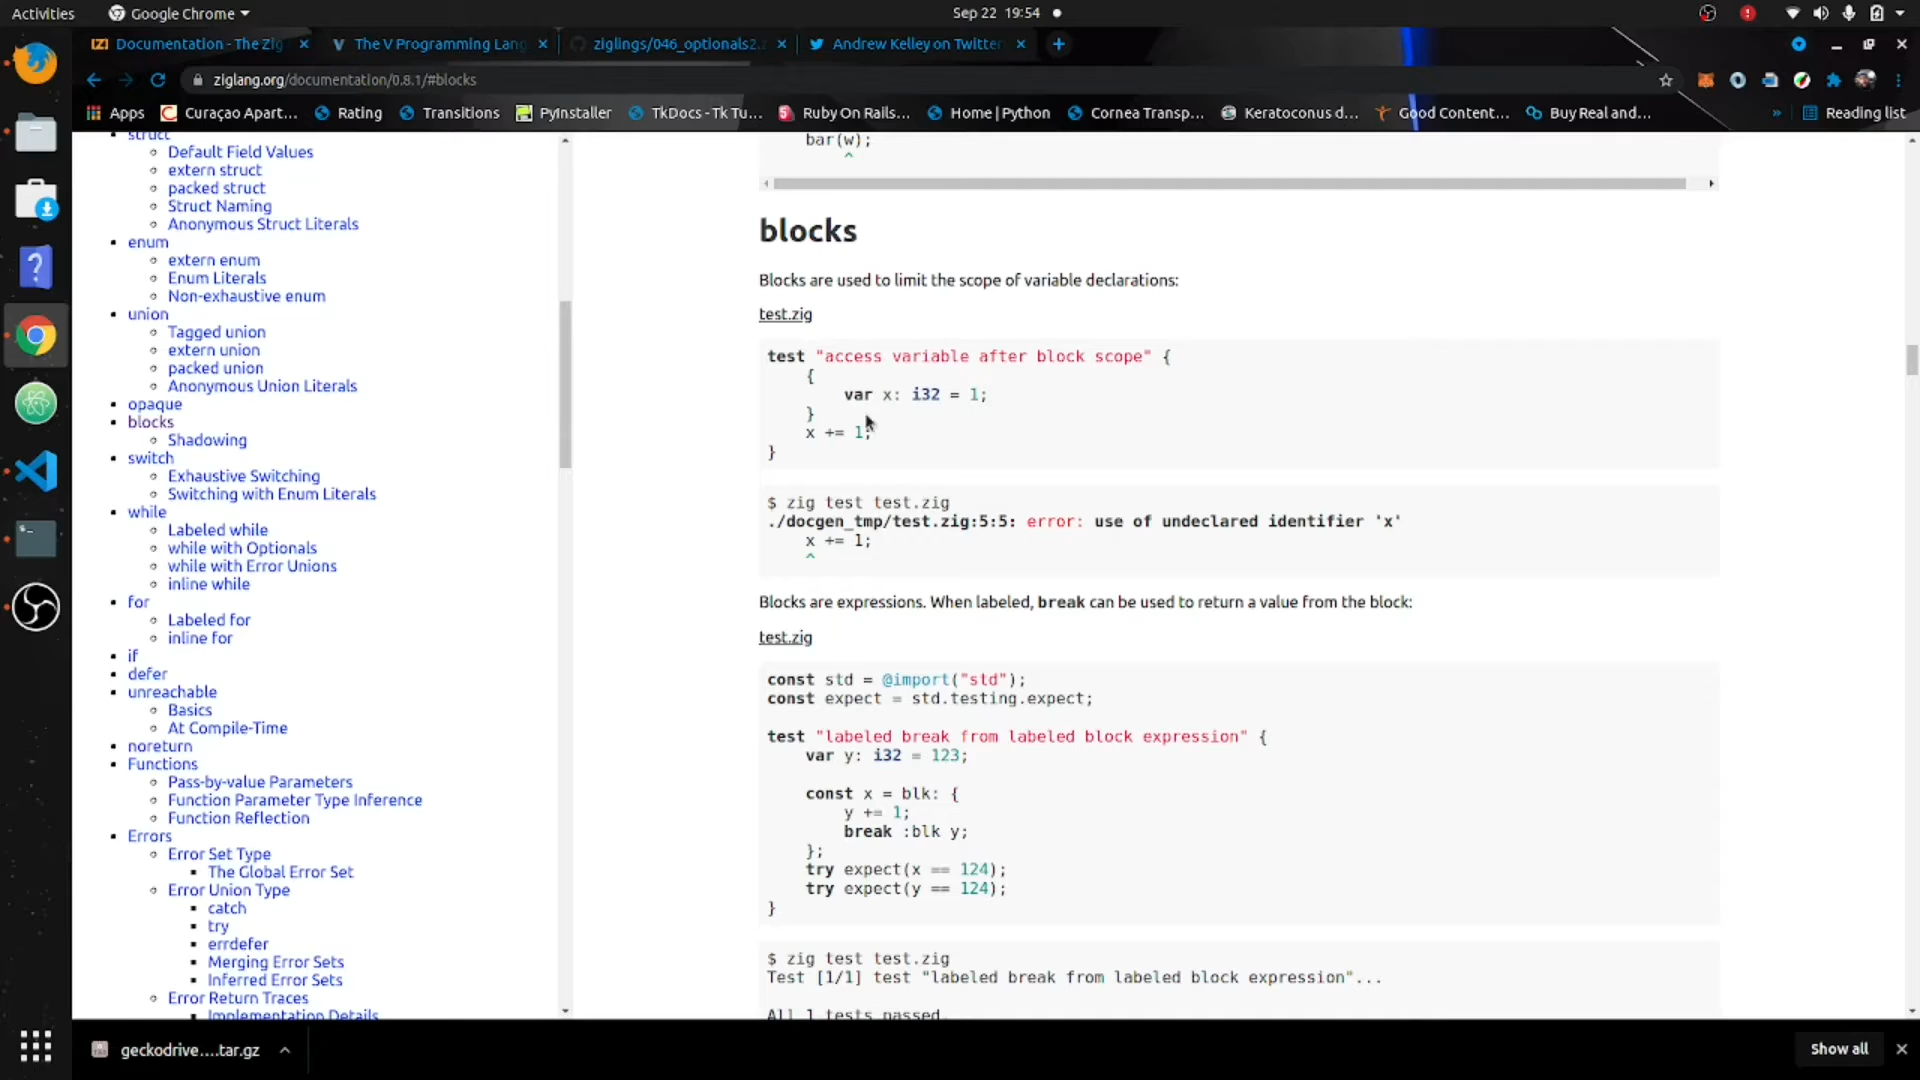 Activities
Google Chrome
Sep 22 19:54
Documentation - The Zig
The V Programming Lang
ziglings/046_optionals2.z
Andrew Kelley on Twitter
ziglang.org/documentation/0.8.1/#blocks
Apps
Curaçao Apart...
Rating
Transitions
PyInstaller
TkDocs - Tk Tu...
Ruby On Rails...
Home | Python
Cornea Transp...
Keratoconus d...
Good Content...
Buy Real and...
»
Reading list
struct
Default Field Values
extern struct
packed struct
Struct Naming
Anonymous Struct Literals
enum
extern enum
Enum Literals
Non-exhaustive enum
union
Tagged union
extern union
packed union
Anonymous Union Literals
opaque
blocks
Shadowing
switch
Exhaustive Switching
Switching with Enum Literals
while
Labeled while
while with Optionals
while with Error Unions
inline while
for
Labeled for
inline for
if
defer
unreachable
Basics
At Compile-Time
noreturn
Functions
Pass-by-value Parameters
Function Parameter Type Inference
Function Reflection
Errors
Error Set Type
The Global Error Set
Error Union Type
catch
try
errdefer
Merging Error Sets
Inferred Error Sets
Error Return Traces
Implementation Details
bar(w);
^
blocks
Blocks are used to limit the scope of variable declarations:
test.zig
test "access variable after block scope" {
{
var x: i32 = 1;
}
x += 1;
}
$ zig test test.zig
./docgen_tmp/test.zig:5:5: error: use of undeclared identifier 'x'
x += 1;
^
Blocks are expressions. When labeled, break can be used to return a value from the block:
test.zig
const std = @import("std");
const expect = std.testing.expect;
test "labeled break from labeled block expression" {
var y: i32 = 123;
const x = blk: {
y += 1;
break :blk y;
};
try expect(x == 124);
try expect(y == 124);
}
$ zig test test.zig
Test [1/1] test "labeled break from labeled block expression"...
All 1 tests passed.
geckodrive....tar.gz
Show all